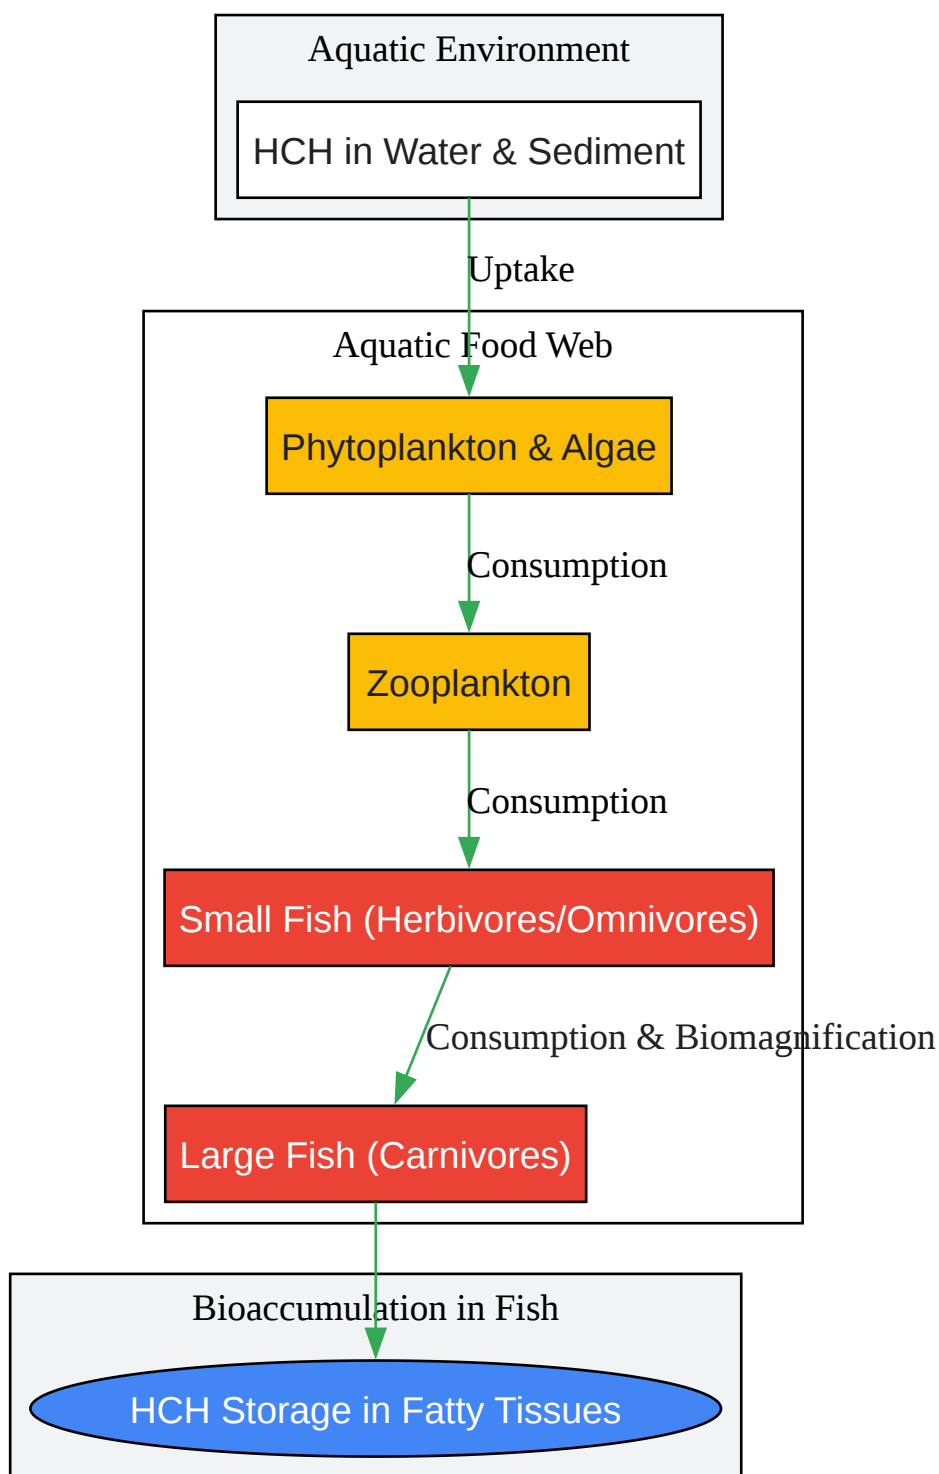 Aquatic Environment
HCH in Water & Sediment
Uptake
Aquatic Food Web
Phytoplankton & Algae
Consumption
Zooplankton
Consumption
Small Fish (Herbivores/Omnivores)
Consumption & Biomagnification
Large Fish (Carnivores)
Bioaccumulation in Fish
HCH Storage in Fatty Tissues